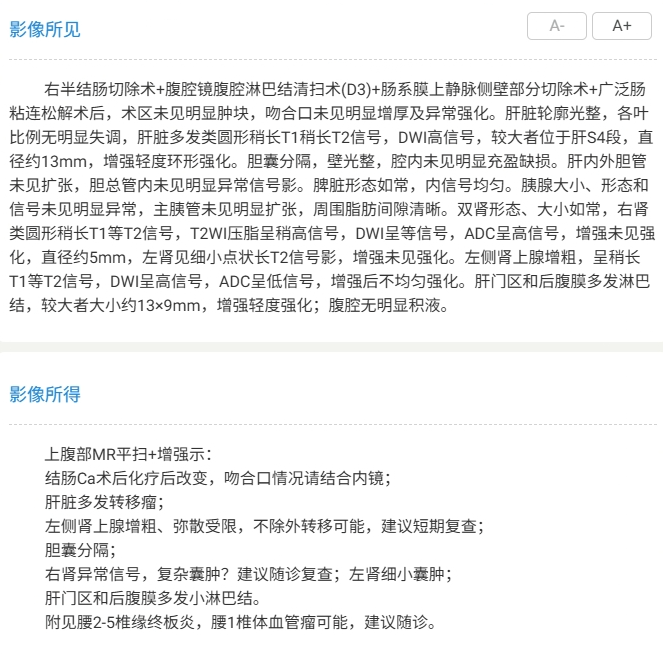 影像所见
A-
A+
右半结肠切除术+腹腔镜腹腔淋巴结清扫术(D3)+肠系膜上静脉侧壁部分切除术+广泛肠
粘连松解术后，术区未见明显肿块，吻合口未见明显增厚及异常强化。肝脏轮廓光整，各叶
比例无明显失调，肝脏多发类圆形稍长T1稍长T2信号，DWI高信号，较大者位于肝S4段，直
径约13mm，增强轻度环形强化。胆囊分隔，壁光整，腔内未见明显充盈缺损。肝内外胆管
未见扩张，胆总管内未见明显异常信号影。脾脏形态如常，内信号均匀。胰腺大小、形态和
信号未见明显异常，主胰管未见明显扩张，周围脂肪间隙清晰。双肾形态、大小如常，右肾
类圆形稍长T1等T2信号，T2WI压脂呈稍高信号，DWI呈等信号，ADC呈高信号，增强未见强
化，直径约5mm，左肾见细小点状长T2信号影，增强未见强化。左侧肾上腺增粗，呈稍长
T1等T2信号，DWI呈高信号，ADC呈低信号，增强后不均匀强化。肝门区和后腹膜多发淋巴
结，较大者大小约13×9mm，增强轻度强化；腹腔无明显积液。
影像所得
上腹部MR平扫+增强示：
结肠Ca术后化疗后改变，吻合口情况请结合内镜；
肝脏多发转移瘤；
左侧肾上腺增粗、弥散受限，不除外转移可能，建议短期复查；
胆囊分隔；
右肾异常信号，复杂囊肿？建议随诊复查；左肾细小囊肿；
肝门区和后腹膜多发小淋巴结。
附见腰2-5椎缘终板炎，腰1椎体血管瘤可能，建议随诊。